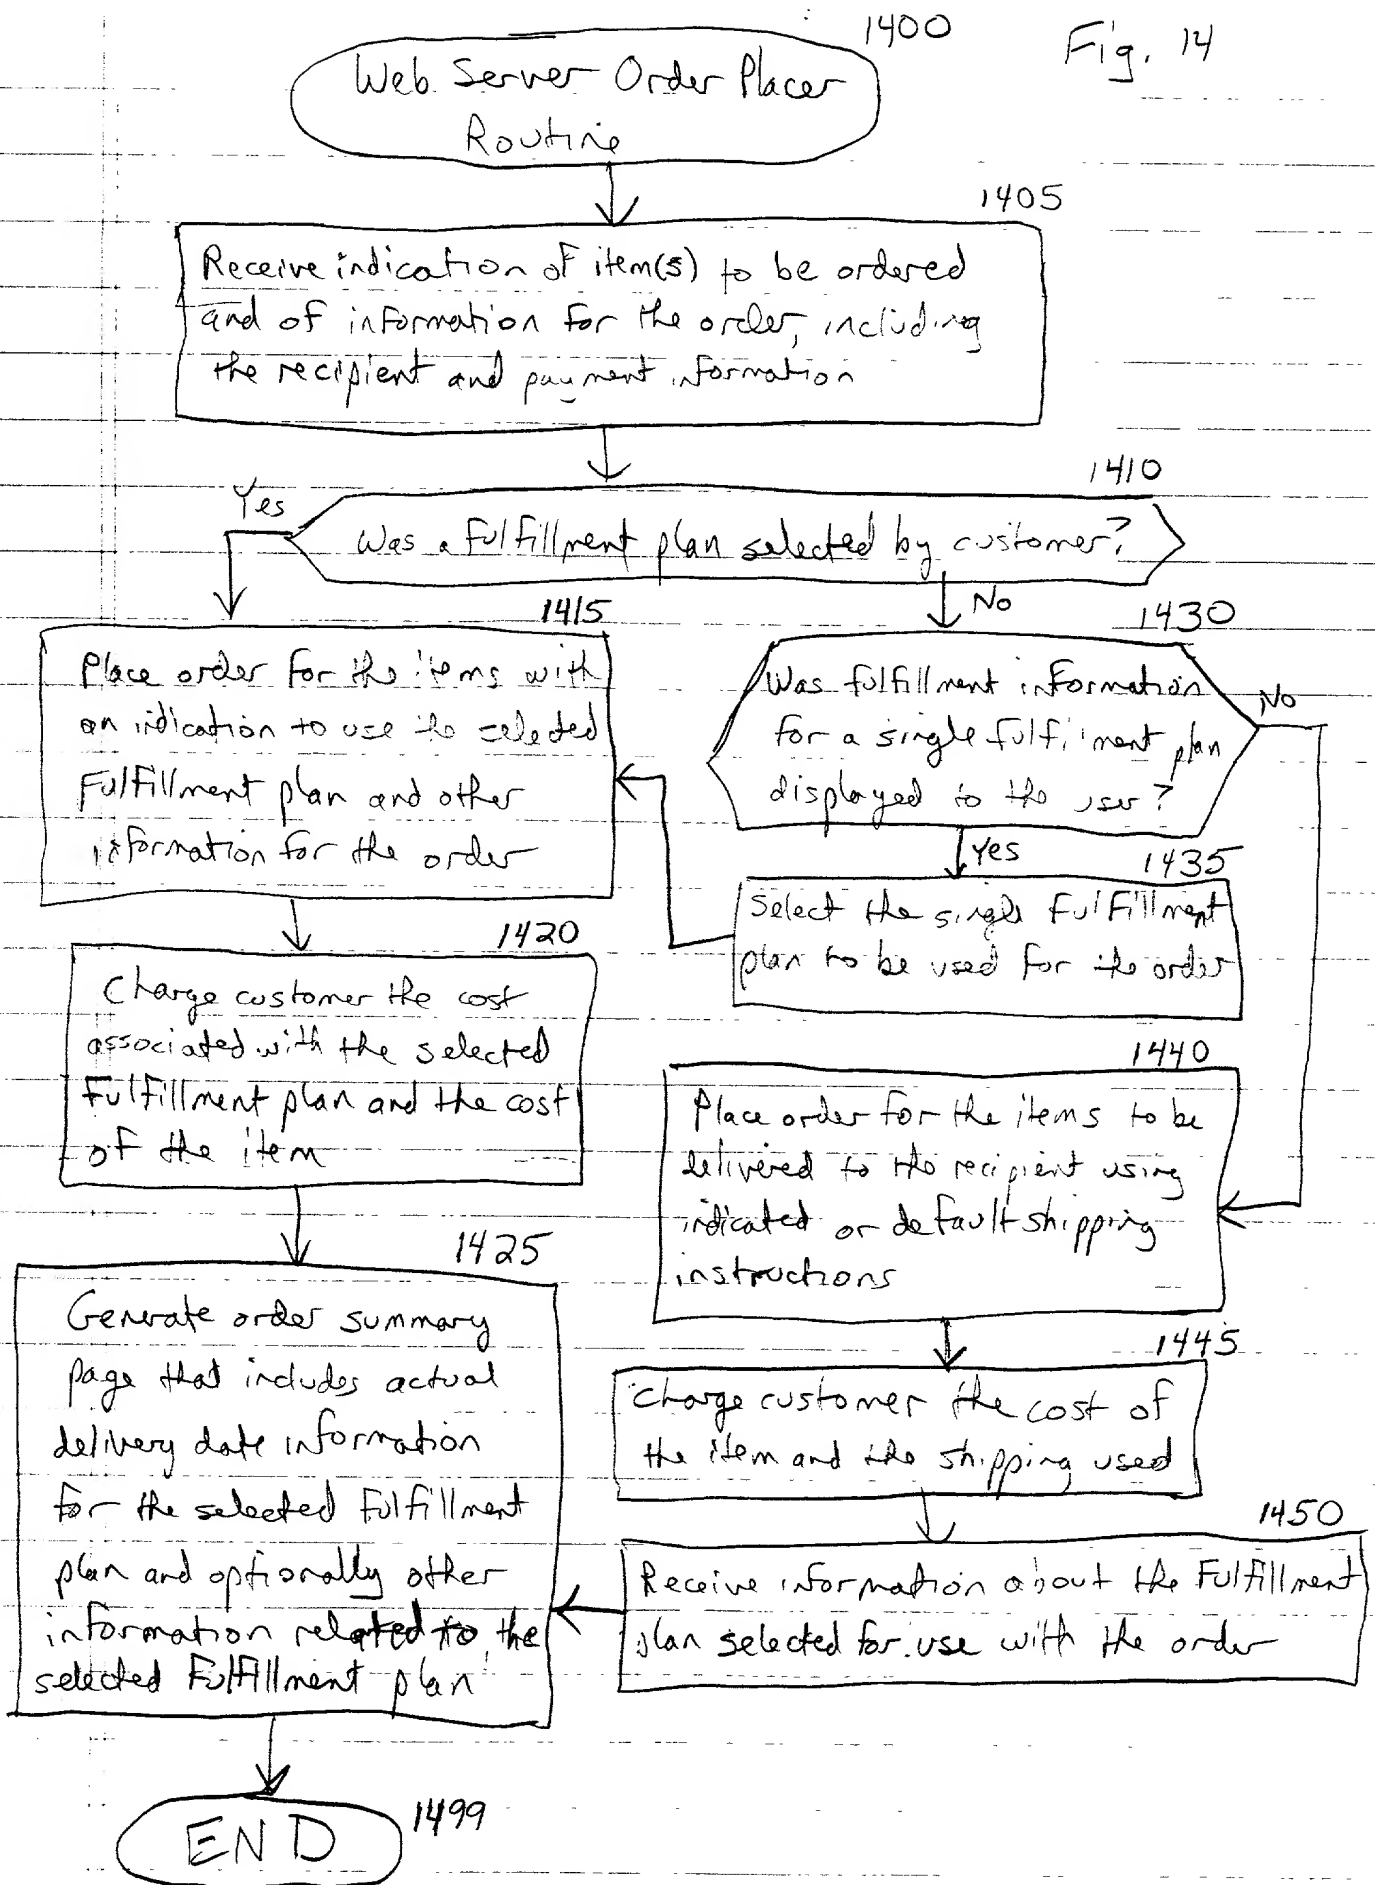 1400
Fig. 14
Web Server Order Placer
Routine
1405
Receive indication of item(s) to be ordered
and of information for the order, including
the recipient and payment information
1410
Yes
Was a fulfillment plan selected by customer?
No
1415
Place order for the items with
an indication to use the selected
fulfillment plan and other
information for the order
1430
Was fulfillment information
for a single fulfillment plan
displayed to the user?
No
Yes
1435
Select the single fulfillment
plan to be used for the order
1420
Charge customer the cost
associated with the selected
fulfillment plan and the cost
of the item
1440
Place order for the items to be
delivered to the recipient using
indicated or default shipping
instructions
1425
Generate order summary
page that includes actual
delivery date information
for the selected fulfillment
plan and optionally other
information related to the
selected fulfillment plan
1445
Charge customer the cost of
the item and the shipping used
1450
Receive information about the fulfillment
plan selected for use with the order
END
1499